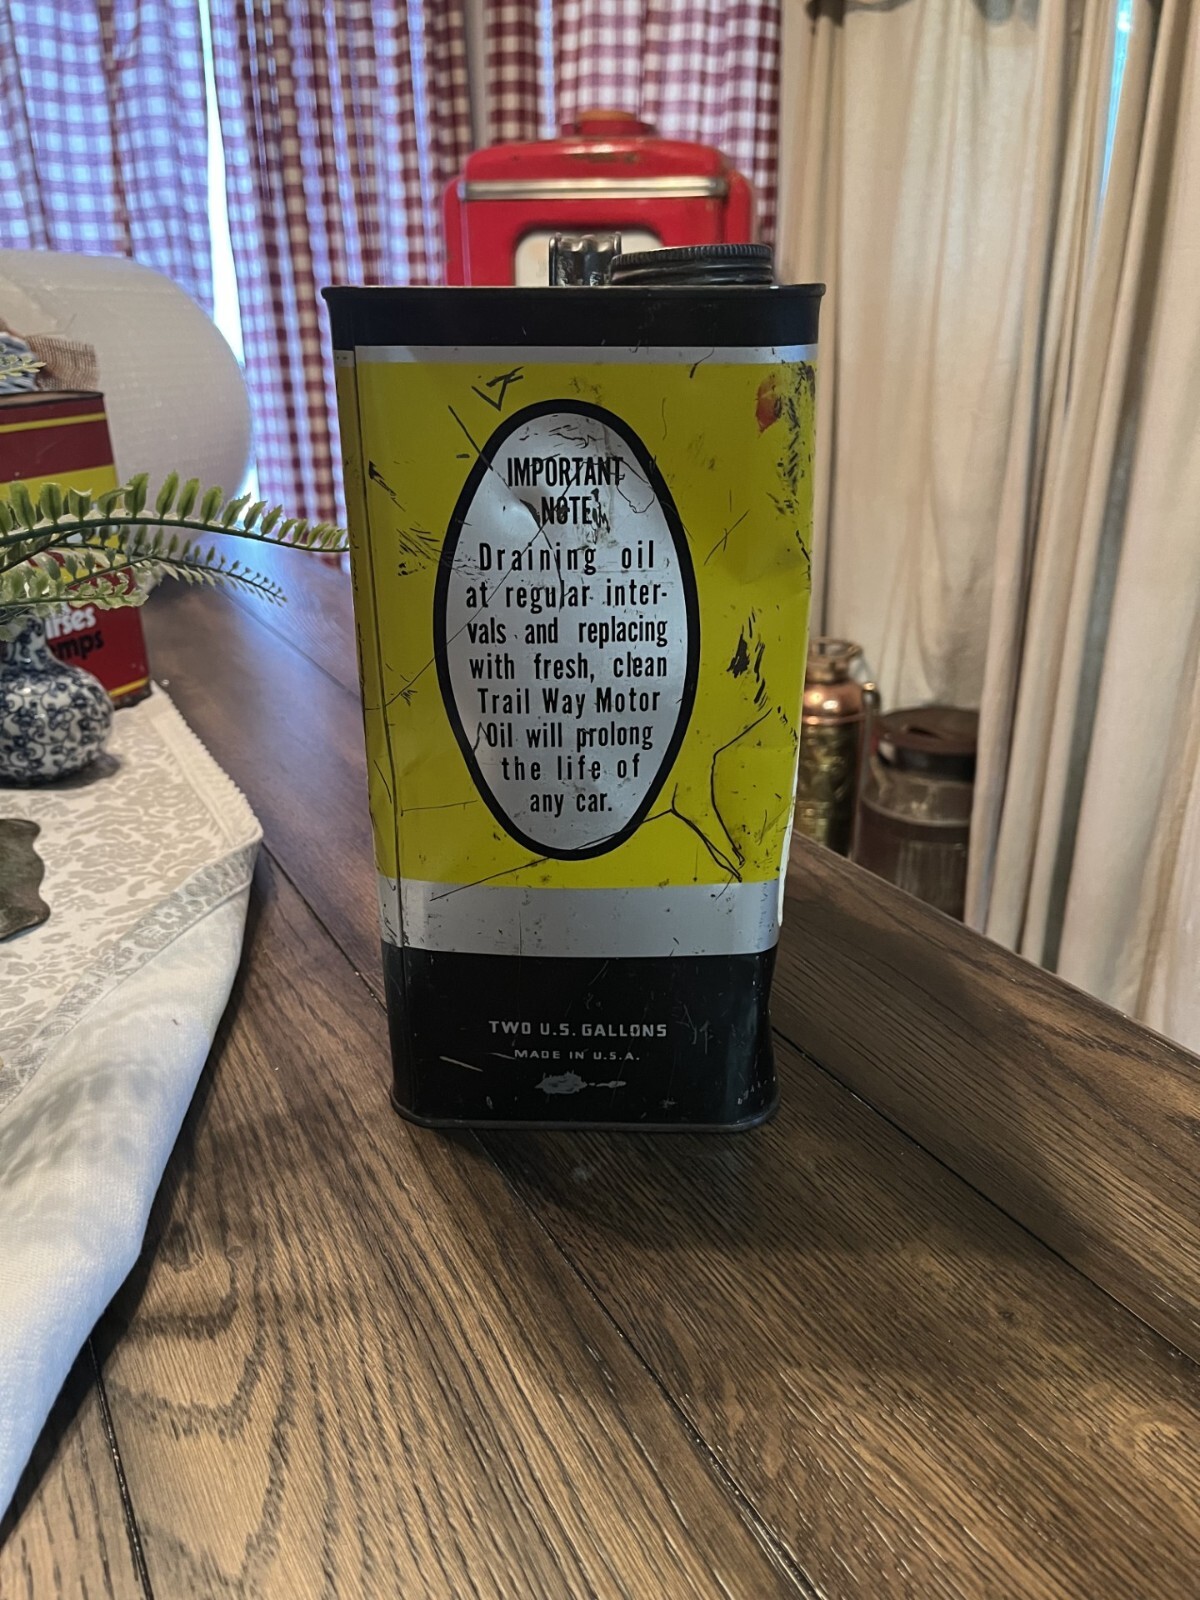 IMPORTANT
NOTE
Draining oil
at regular inter-
vals and replacing
with fresh, clean
Trail Way Motor
Oil will prolong
the life of
any car.
TWO U.S. GALLONS
MADE IN U.S.A.